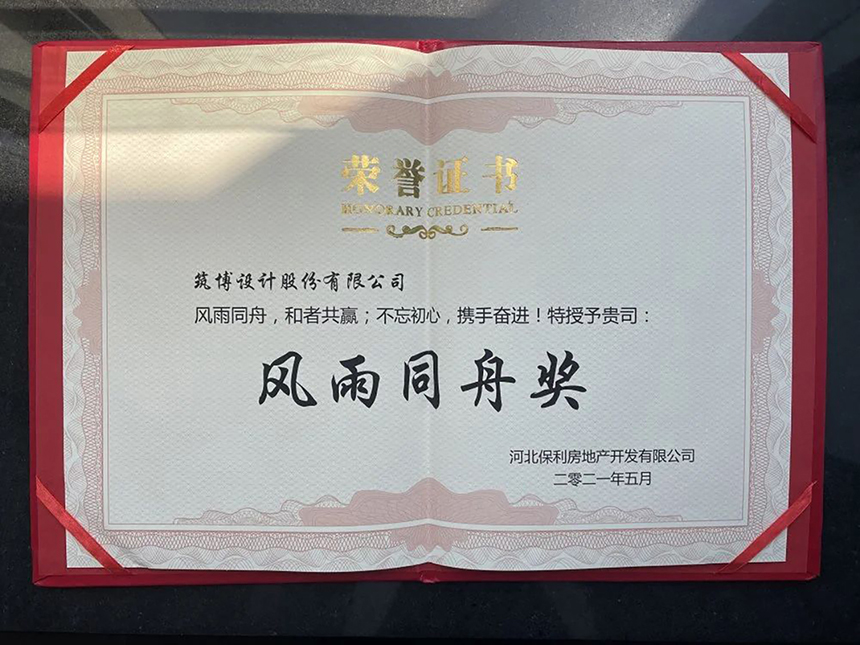 荣誉证书
HONORARY CREDENTIAL
筑博设计股份有限公司
风雨同舟，和者共赢；不忘初心，携手奋进！特授予贵司：
风雨同舟奖
河北保利房地产开发有限公司
二零二一年五月